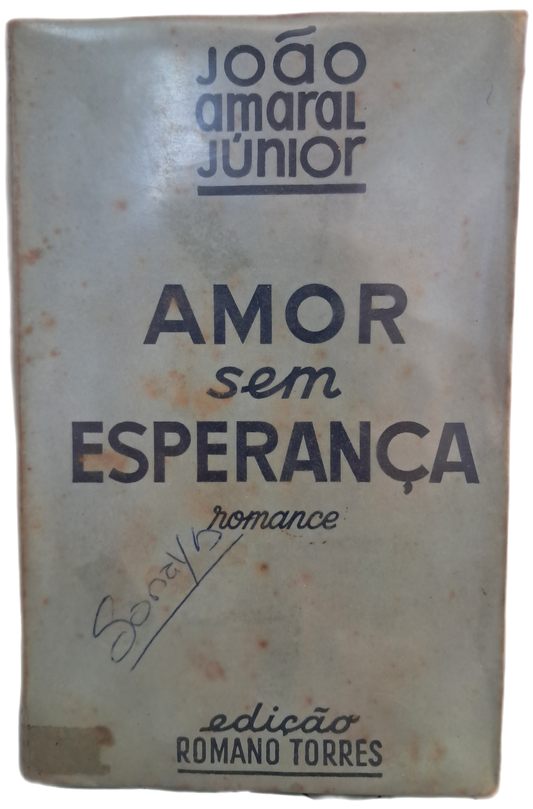 João
amaral
JÚNIOR
AMOR
sem
ESPERANÇA
romance
edição
ROMANO TORRES